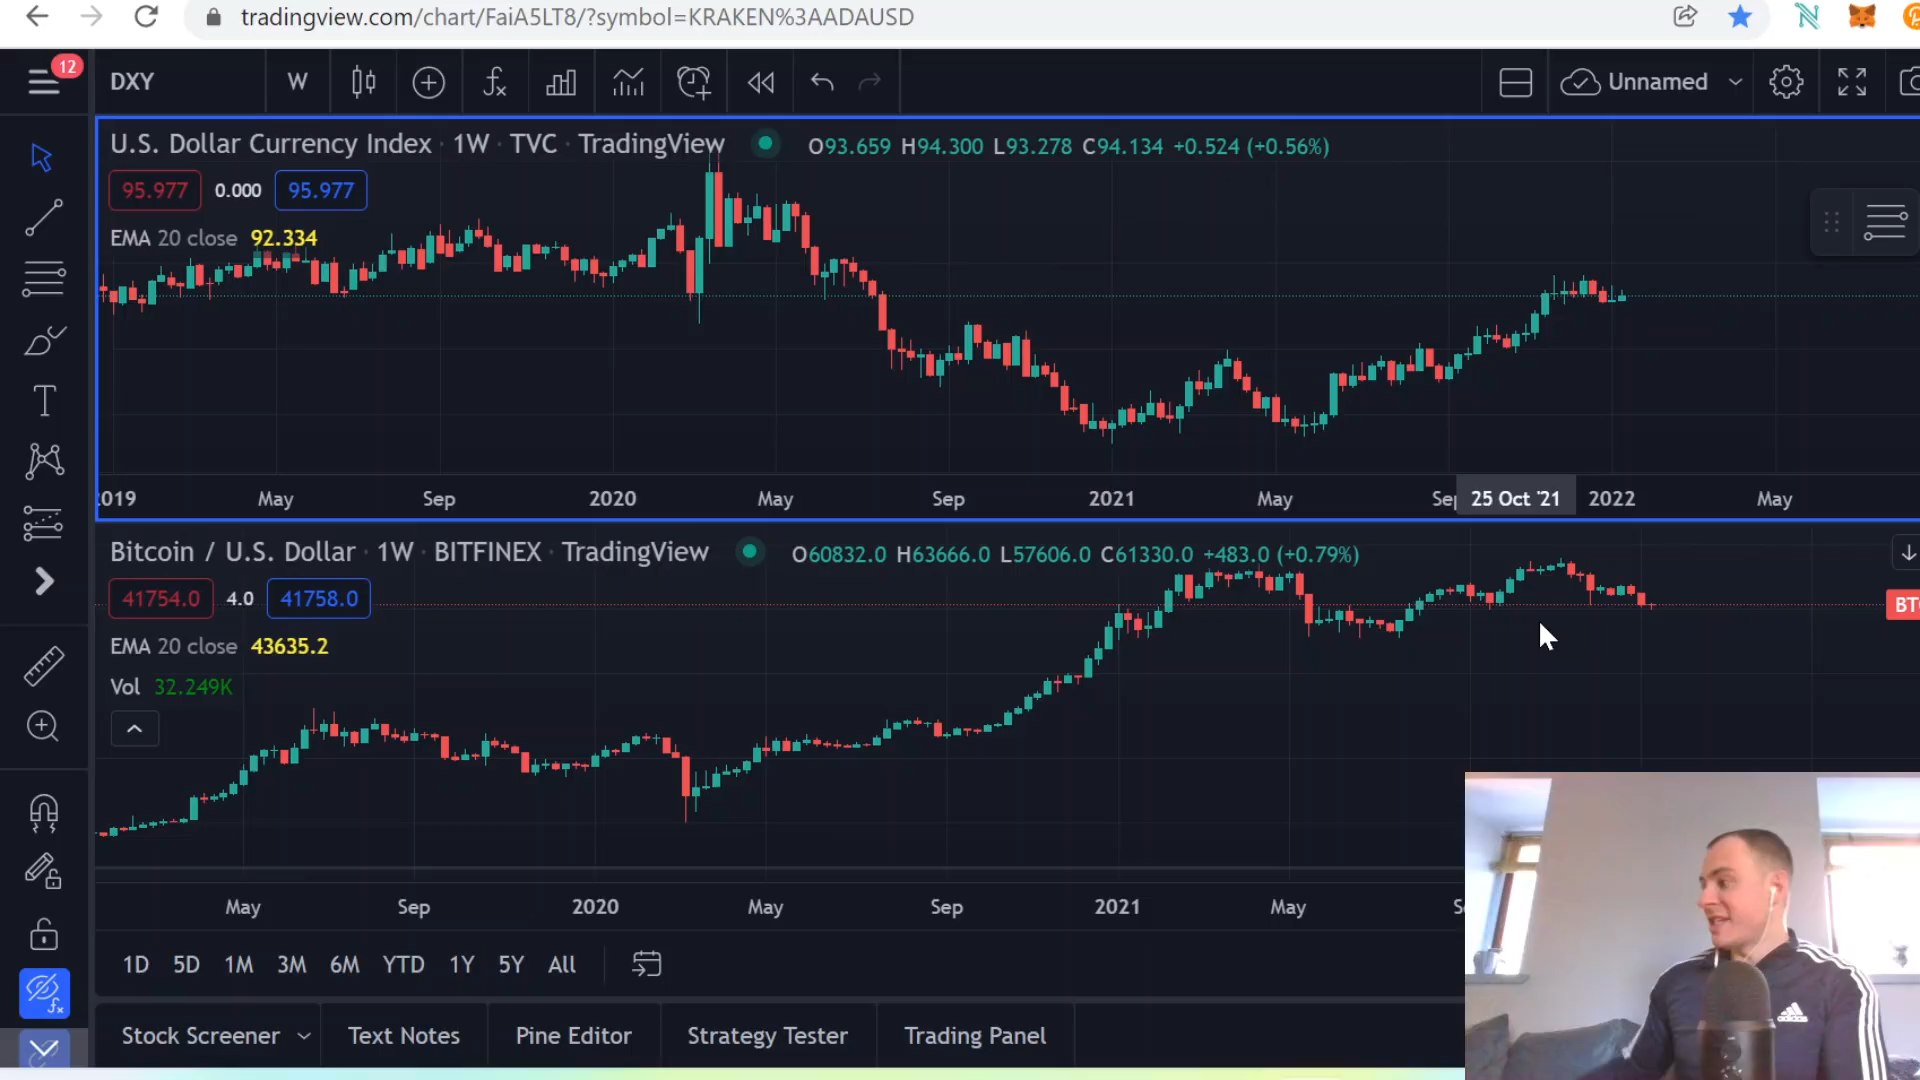 tradingview.com/chart/FaiA5LT8/?symbol=KRAKEN%3AADAUSD
12
DXY
W
Unnamed
U.S. Dollar Currency Index · 1W · TVC · TradingView
O93.659 H94.300 L93.278 C94.134 +0.524 (+0.56%)
95.977 0.000 95.977
EMA 20 close 92.334
2019 May Sep 2020 May Sep 2021 May Sep 25 Oct '21 2022 May
Bitcoin / U.S. Dollar · 1W · BITFINEX · TradingView
O60832.0 H63666.0 L57606.0 C61330.0 +483.0 (+0.79%)
41754.0 4.0 41758.0
BT
EMA 20 close 43635.2
Vol 32.249K
May Sep 2020 May Sep 2021 May S
1D 5D 1M 3M 6M YTD 1Y 5Y All
Stock Screener Text Notes Pine Editor Strategy Tester Trading Panel
adidas